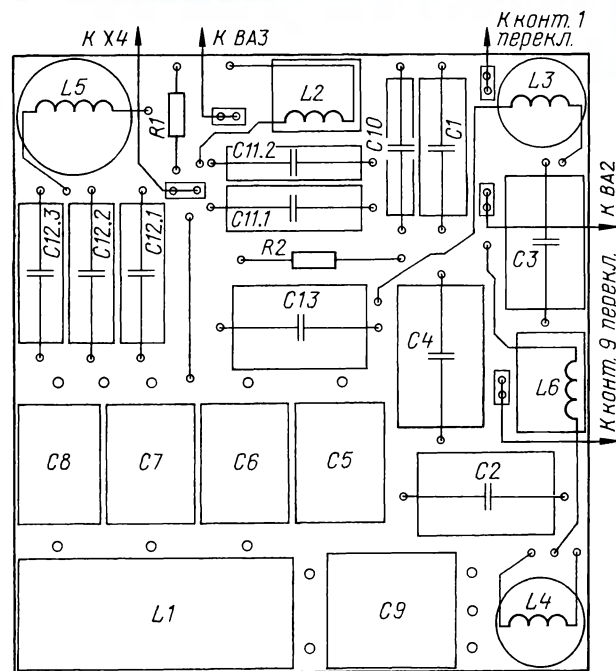 К X4
К ВА3
К конт. 1
перекл.
L5
R1
L2
C10
C1
L3
C11.2
C11.1
К ВА2
C12.3
C12.2
C12.1
R2
C3
C13
C4
L6
К конт. 9 перекл.
C8
C7
C6
C5
C2
L1
C9
L4